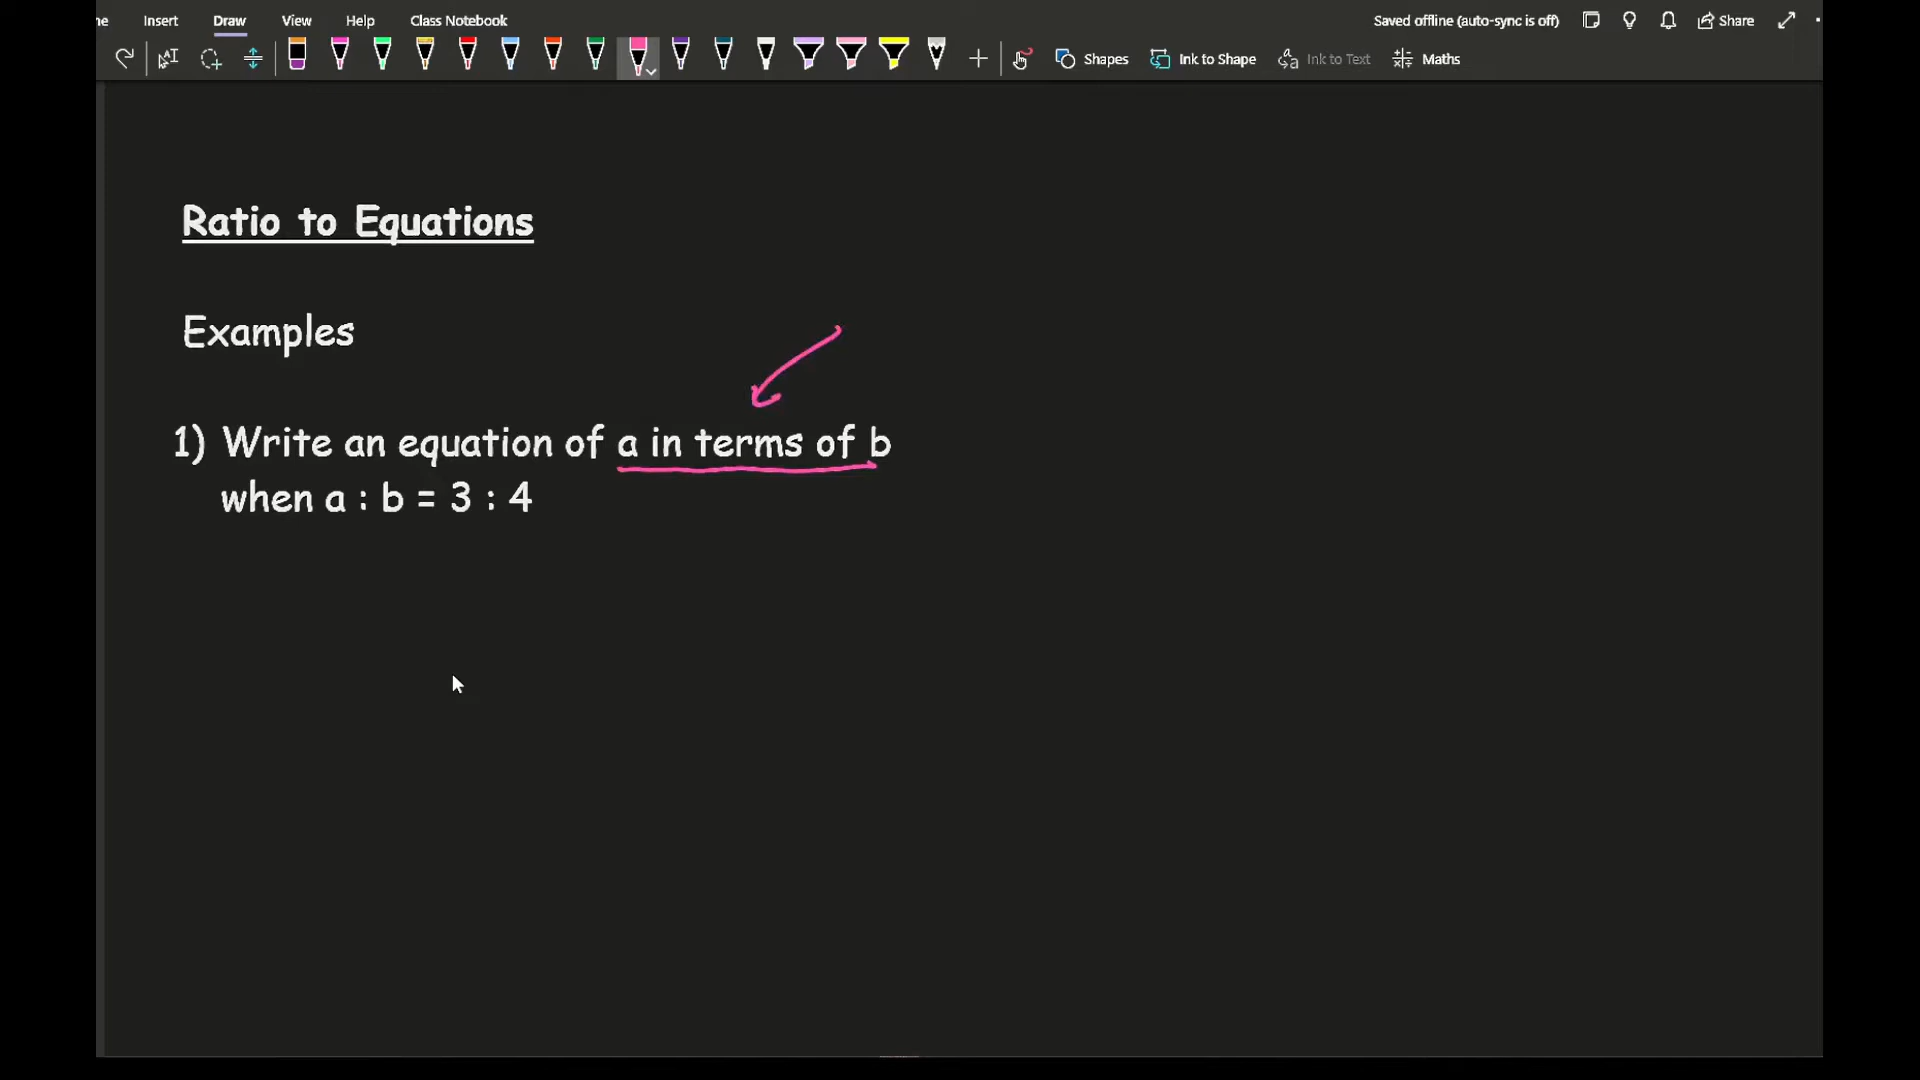 Insert Draw View Help Class Notebook Saved offline (auto-sync is off) Share
Shapes Ink to Shape Ink to Text Maths
Ratio to Equations
Examples
1) Write an equation of a in terms of b
when a : b = 3 : 4